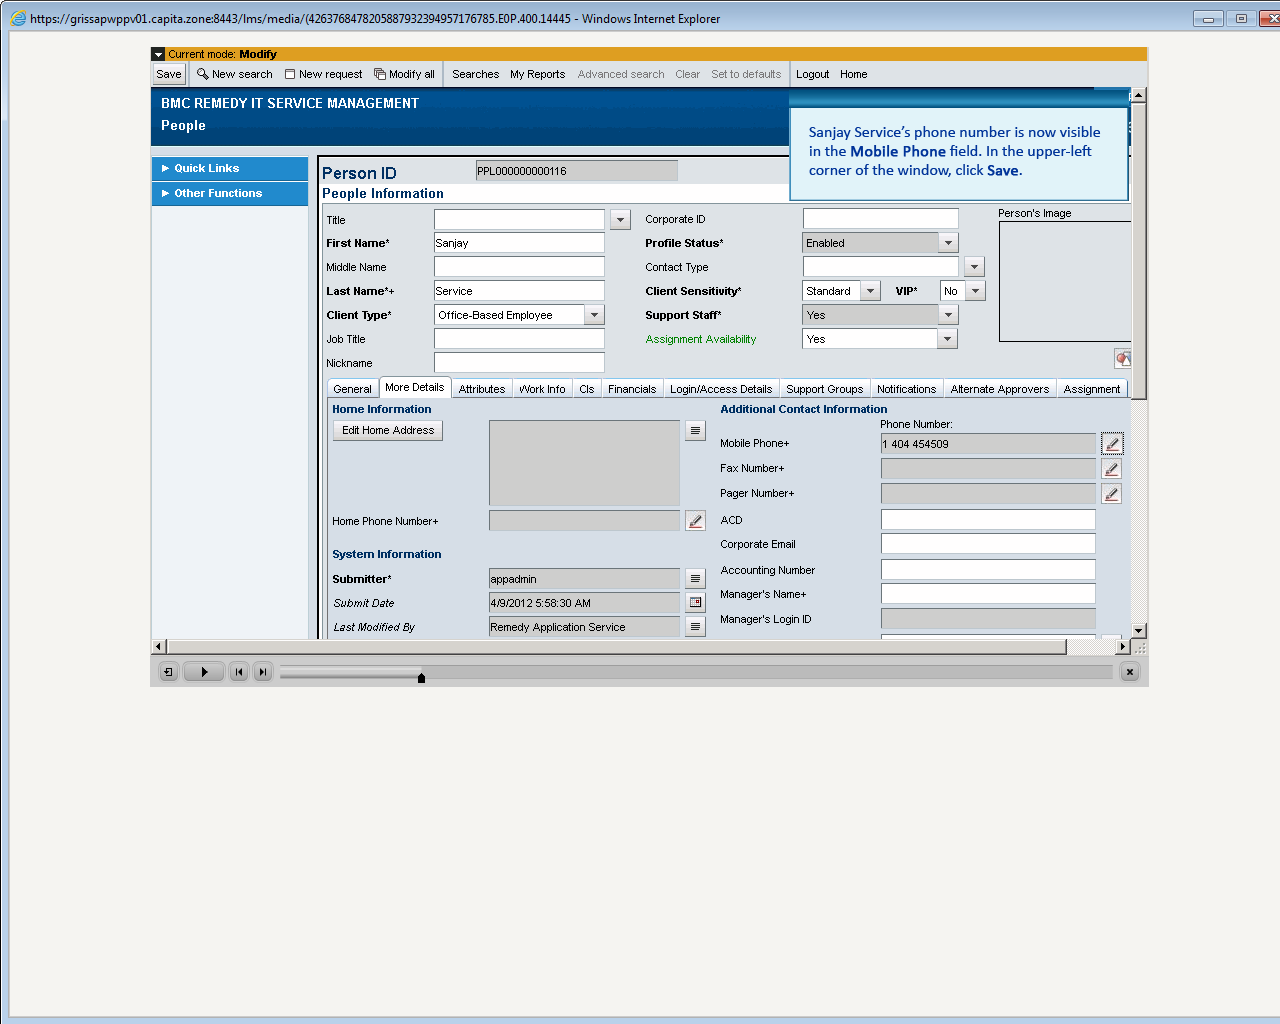 https://grissapwppv01.capita.zone:8443/lms/media/(4263768478205887932394957176785.E0P.400.14445 - Windows Internet Explorer
Current mode: Modify
Save New search New request Modify all Searches My Reports Advanced search Clear Set to defaults Logout Home
BMC REMEDY IT SERVICE MANAGEMENT
People
Sanjay Service's phone number is now visible
in the Mobile Phone field. In the upper-left
corner of the window, click Save.
Quick Links
Other Functions
Person ID PPL000000000116
People Information
Title Corporate ID Person's Image
First Name* Sanjay Profile Status* Enabled
Middle Name Contact Type
Last Name*+ Service Client Sensitivity* Standard VIP* No
Client Type* Office-Based Employee Support Staff* Yes
Job Title Assignment Availability Yes
Nickname
General More Details Attributes Work Info CIs Financials Login/Access Details Support Groups Notifications Alternate Approvers Assignment
Home Information Additional Contact Information
Phone Number:
Edit Home Address
Mobile Phone+ 1 404 454509
Fax Number+
Pager Number+
Home Phone Number+ ACD
Corporate Email
System Information
Accounting Number
Submitter* appadmin
Manager's Name+
Submit Date 4/9/2012 5:58:30 AM
Manager's Login ID
Last Modified By Remedy Application Service